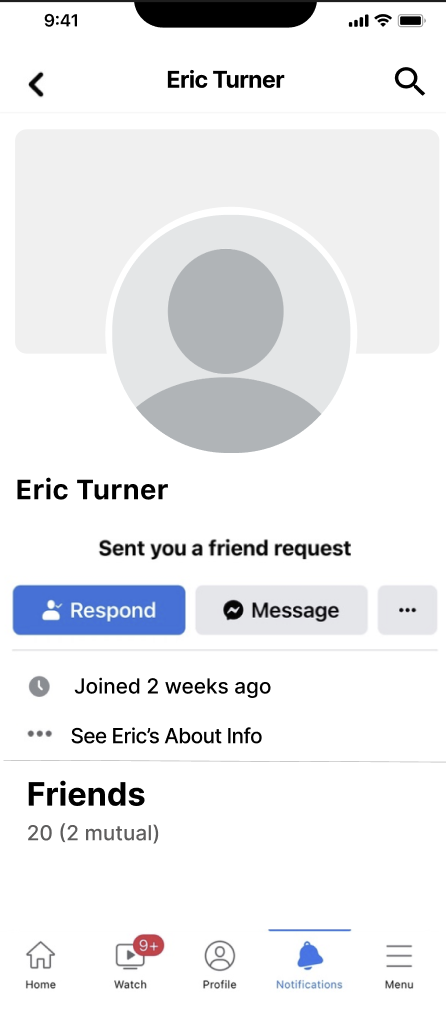 9:41
Eric Turner
Eric Turner
Sent you a friend request
Respond Message
Joined 2 weeks ago
See Eric's About Info
Friends
20 (2 mutual)
9+
Home Watch Profile Notifications Menu